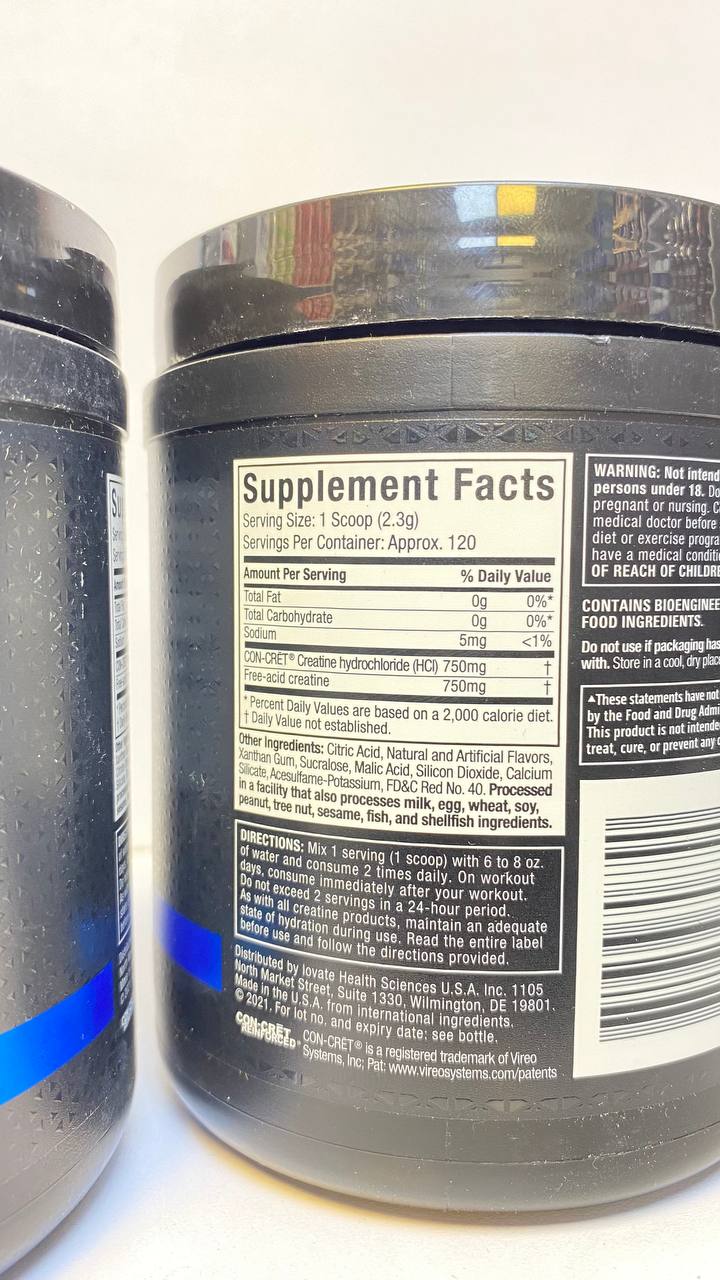 Supplement Facts
Serving Size: 1 Scoop (2.3g)
Servings Per Container: Approx. 120
Amount Per Serving % Daily Value
Total Fat 0g 0%*
Total Carbohydrate 0g 0%*
Sodium 5mg <1%
CON-CRĒT® Creatine hydrochloride (HCl) 750mg †
Free-acid creatine 750mg †
* Percent Daily Values are based on a 2,000 calorie diet.
† Daily Value not established.
Other Ingredients: Citric Acid, Natural and Artificial Flavors,
Xanthan Gum, Sucralose, Malic Acid, Silicon Dioxide, Calcium
Silicate, Acesulfame-Potassium, FD&C Red No. 40. Processed
in a facility that also processes milk, egg, wheat, soy,
peanut, tree nut, sesame, fish, and shellfish ingredients.
DIRECTIONS: Mix 1 serving (1 scoop) with 6 to 8 oz.
of water and consume 2 times daily. On workout
days, consume immediately after your workout.
Do not exceed 2 servings in a 24-hour period.
As with all creatine products, maintain an adequate
state of hydration during use. Read the entire label
before use and follow the directions provided.
Distributed by Iovate Health Sciences U.S.A. Inc. 1105
North Market Street, Suite 1330, Wilmington, DE 19801.
Made in the U.S.A. from international ingredients.
© 2021. For lot no. and expiry date: see bottle.
CON-CRĒT
REINFORCED®
CON-CRĒT® is a registered trademark of Vireo
Systems, Inc; Pat: www.vireosystems.com/patents
WARNING: Not intend
persons under 18. Do
pregnant or nursing. C
medical doctor before
diet or exercise progra
have a medical conditi
OF REACH OF CHILDRE
CONTAINS BIOENGINEE
FOOD INGREDIENTS.
Do not use if packaging has
with. Store in a cool, dry plac
▲These statements have not
by the Food and Drug Admi
This product is not intende
treat, cure, or prevent any